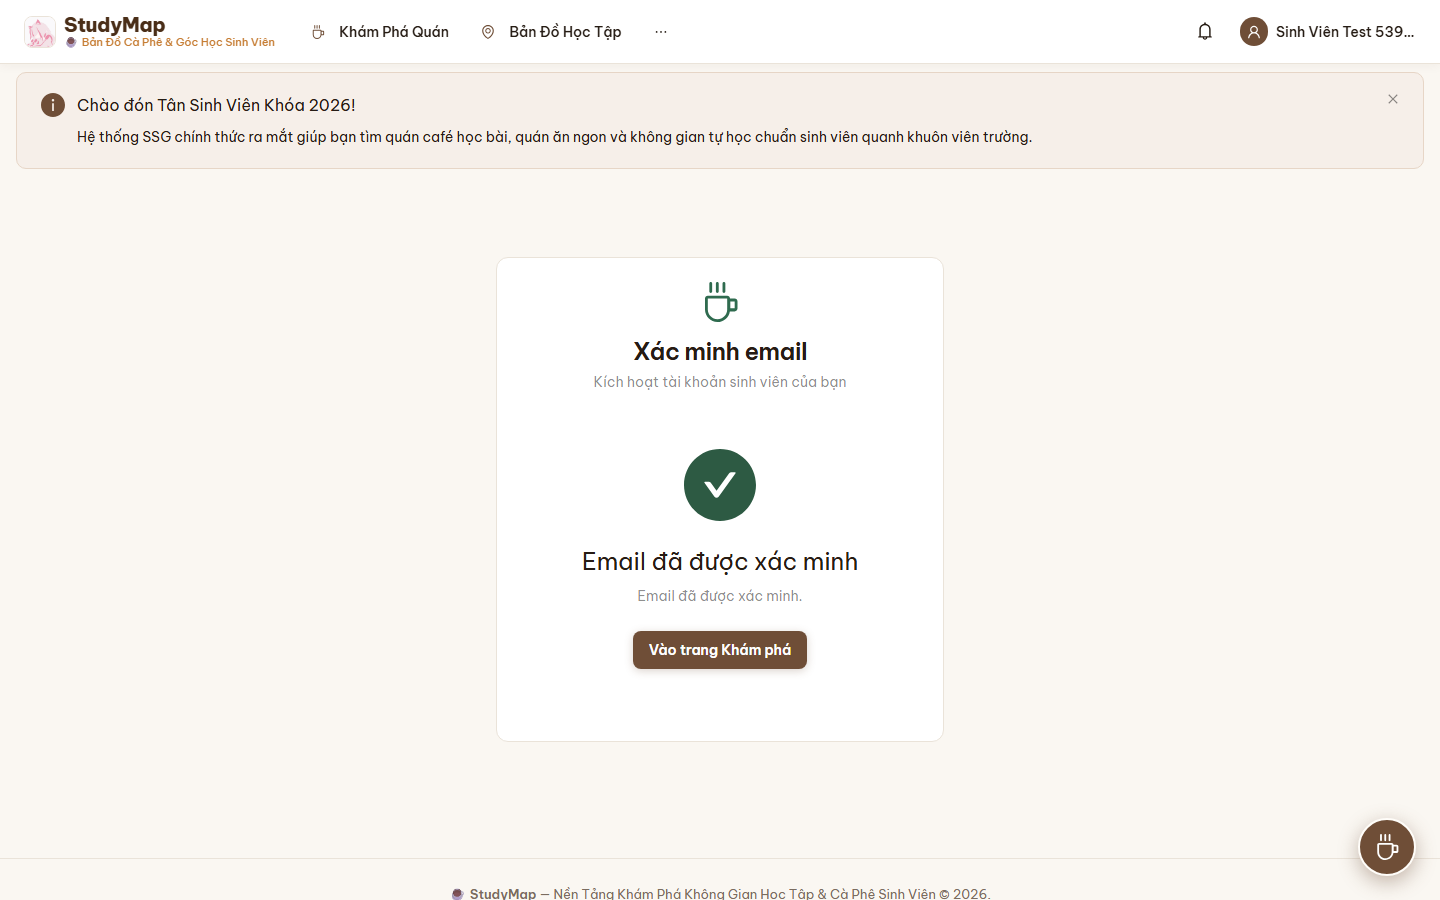 StudyMap
Bản Đồ Cà Phê & Góc Học Sinh Viên
Khám Phá Quán
Bản Đồ Học Tập
...
Sinh Viên Test 539...
Chào đón Tân Sinh Viên Khóa 2026!
Hệ thống SSG chính thức ra mắt giúp bạn tìm quán café học bài, quán ăn ngon và không gian tự học chuẩn sinh viên quanh khuôn viên trường.
Xác minh email
Kích hoạt tài khoản sinh viên của bạn
Email đã được xác minh
Email đã được xác minh.
Vào trang Khám phá
StudyMap — Nền Tảng Khám Phá Không Gian Học Tập & Cà Phê Sinh Viên © 2026.